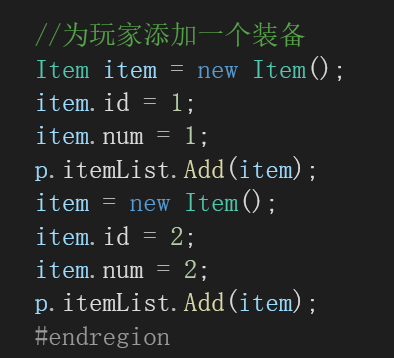 //为玩家添加一个装备
Item item = new Item();
item.id = 1;
item.num = 1;
p.itemList.Add(item);
item = new Item();
item.id = 2;
item.num = 2;
p.itemList.Add(item);
#endregion